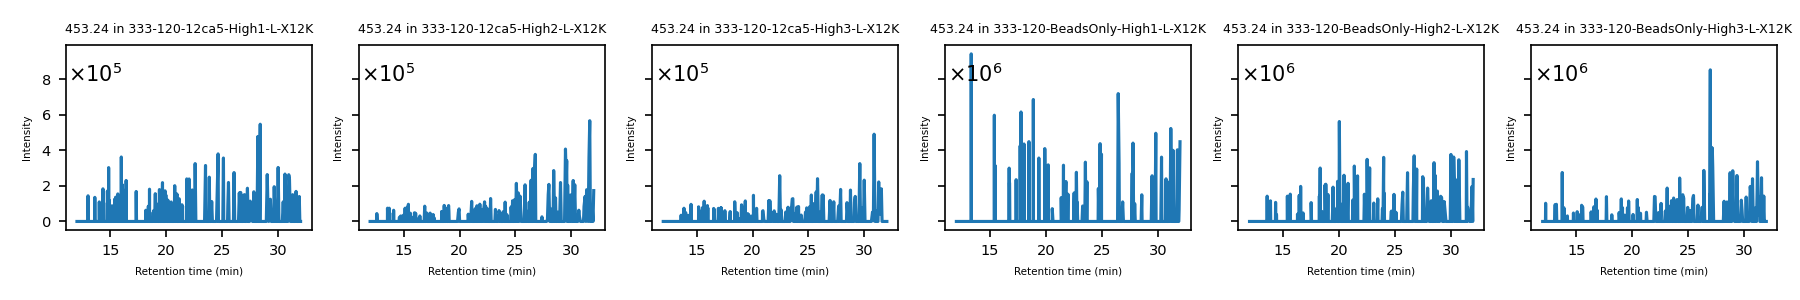 453.24 in 333-120-12ca5-High1-L-X12K 453.24 in 333-120-12ca5-High2-L-X12K 453.24 in 333-120-12ca5-High3-L-X12K 453.24 in 333-120-BeadsOnly-High1-L-X12K 453.24 in 333-120-BeadsOnly-High2-L-X12K 453.24 in 333-120-BeadsOnly-High3-L-X12K
×10⁵ ×10⁵ ×10⁵ ×10⁶ ×10⁶ ×10⁶
8
6
4
2
0
Intensity Intensity Intensity Intensity Intensity Intensity
15 20 25 30 15 20 25 30 15 20 25 30 15 20 25 30 15 20 25 30 15 20 25 30
Retention time (min) Retention time (min) Retention time (min) Retention time (min) Retention time (min) Retention time (min)